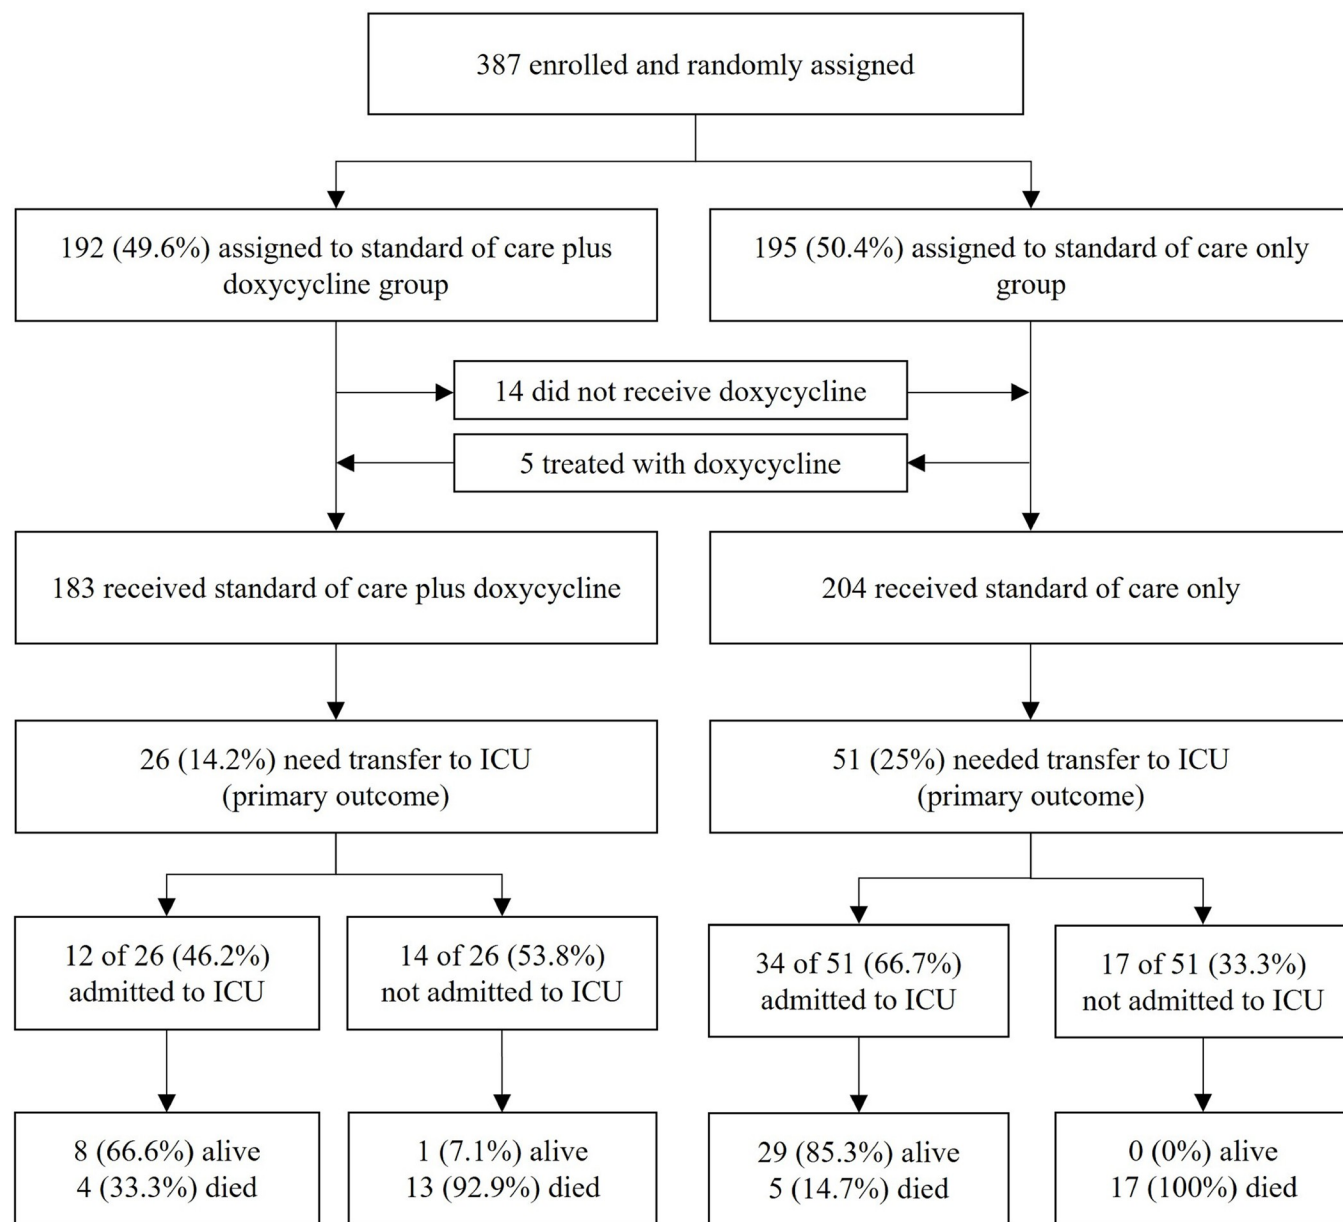 387 enrolled and randomly assigned
192 (49.6%) assigned to standard of care plus
doxycycline group
195 (50.4%) assigned to standard of care only
group
14 did not receive doxycycline
5 treated with doxycycline
183 received standard of care plus doxycycline
204 received standard of care only
26 (14.2%) need transfer to ICU
(primary outcome)
51 (25%) needed transfer to ICU
(primary outcome)
12 of 26 (46.2%)
admitted to ICU
14 of 26 (53.8%)
not admitted to ICU
34 of 51 (66.7%)
admitted to ICU
17 of 51 (33.3%)
not admitted to ICU
8 (66.6%) alive
4 (33.3%) died
1 (7.1%) alive
13 (92.9%) died
29 (85.3%) alive
5 (14.7%) died
0 (0%) alive
17 (100%) died